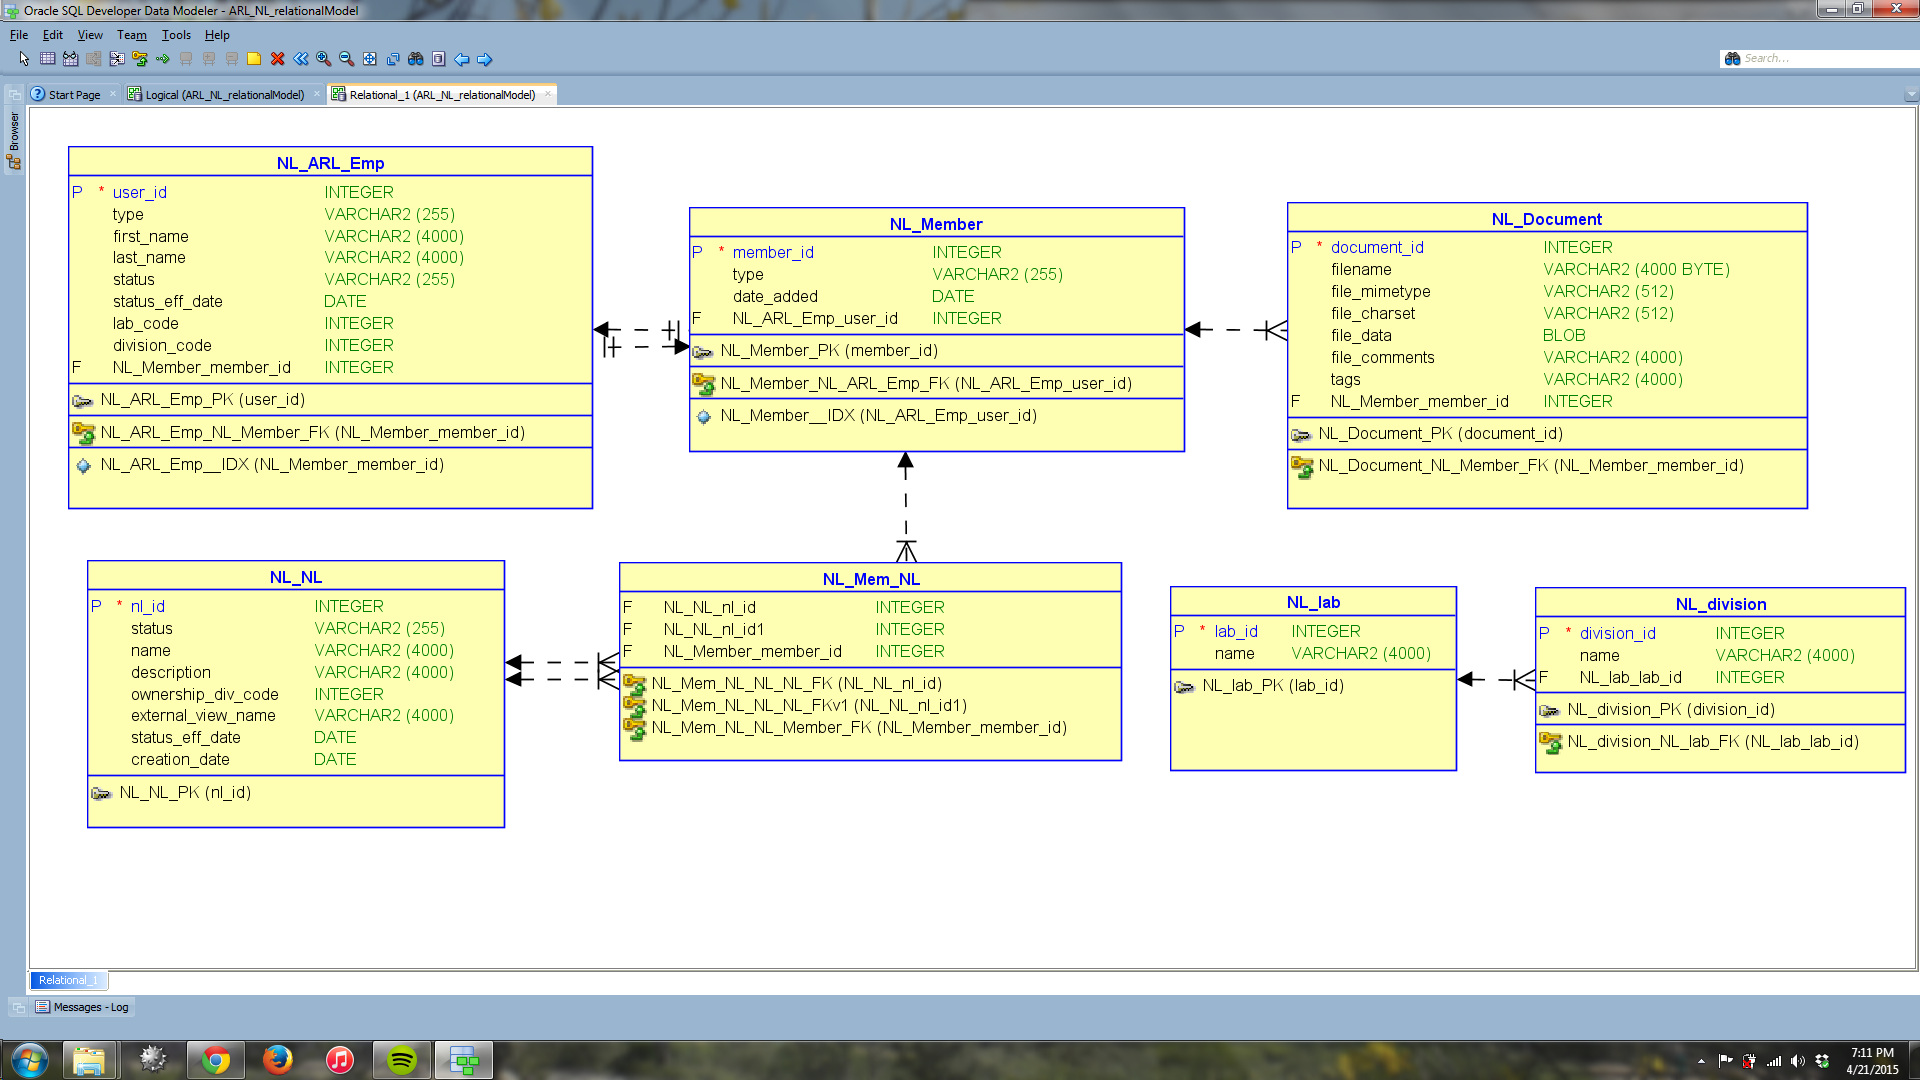 Oracle SQL Developer Data Modeler - ARL_NL_relationalModel
File Edit View Team Tools Help
Search...
Start Page
Logical (ARL_NL_relationalModel)
Relational_1 (ARL_NL_relationalModel)
Browser
NL_ARL_Emp
P * user_id INTEGER
type VARCHAR2 (255)
first_name VARCHAR2 (4000)
last_name VARCHAR2 (4000)
status VARCHAR2 (255)
status_eff_date DATE
lab_code INTEGER
division_code INTEGER
F NL_Member_member_id INTEGER
NL_ARL_Emp_PK (user_id)
NL_ARL_Emp_NL_Member_FK (NL_Member_member_id)
NL_ARL_Emp__IDX (NL_Member_member_id)
NL_Member
P * member_id INTEGER
type VARCHAR2 (255)
date_added DATE
F NL_ARL_Emp_user_id INTEGER
NL_Member_PK (member_id)
NL_Member_NL_ARL_Emp_FK (NL_ARL_Emp_user_id)
NL_Member__IDX (NL_ARL_Emp_user_id)
NL_Document
P * document_id INTEGER
filename VARCHAR2 (4000 BYTE)
file_mimetype VARCHAR2 (512)
file_charset VARCHAR2 (512)
file_data BLOB
file_comments VARCHAR2 (4000)
tags VARCHAR2 (4000)
F NL_Member_member_id INTEGER
NL_Document_PK (document_id)
NL_Document_NL_Member_FK (NL_Member_member_id)
NL_NL
P * nl_id INTEGER
status VARCHAR2 (255)
name VARCHAR2 (4000)
description VARCHAR2 (4000)
ownership_div_code INTEGER
external_view_name VARCHAR2 (4000)
status_eff_date DATE
creation_date DATE
NL_NL_PK (nl_id)
NL_Mem_NL
F NL_NL_nl_id INTEGER
F NL_NL_nl_id1 INTEGER
F NL_Member_member_id INTEGER
NL_Mem_NL_NL_NL_FK (NL_NL_nl_id)
NL_Mem_NL_NL_NL_FKv1 (NL_NL_nl_id1)
NL_Mem_NL_NL_Member_FK (NL_Member_member_id)
NL_lab
P * lab_id INTEGER
name VARCHAR2 (4000)
NL_lab_PK (lab_id)
NL_division
P * division_id INTEGER
name VARCHAR2 (4000)
F NL_lab_lab_id INTEGER
NL_division_PK (division_id)
NL_division_NL_lab_FK (NL_lab_lab_id)
Relational_1
Messages - Log
7:11 PM
4/21/2015